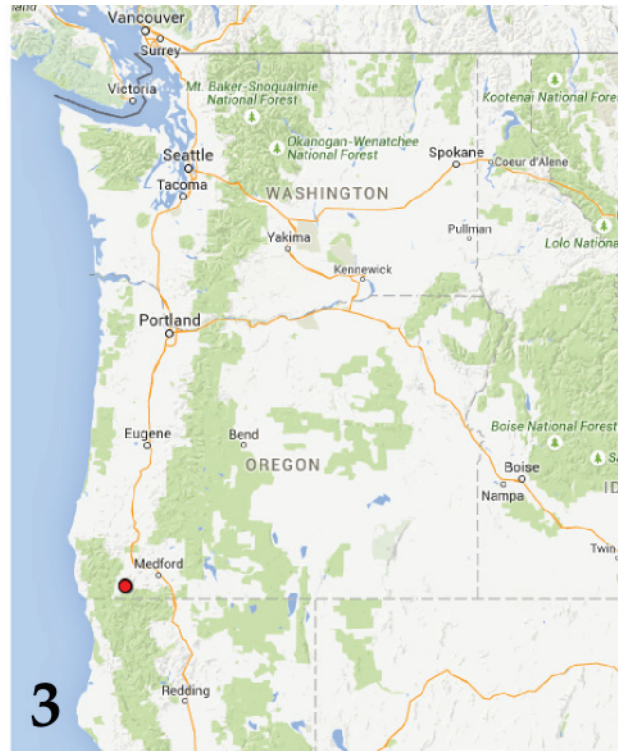 Vancouver
Surrey
Victoria
Mt. Baker-Snoqualmie
National Forest
Kootenai National Fore
Okanogan-Wenatchee
National Forest
Seattle
Spokane
Coeur d'Alene
Tacoma
WASHINGTON
Lolo Nationa
Yakima
Pullman
Kennewick
Portland
Eugene
Bend
OREGON
Boise National Forest
Sa
Boise
Nampa
ID
Twin
Medford
Redding
3